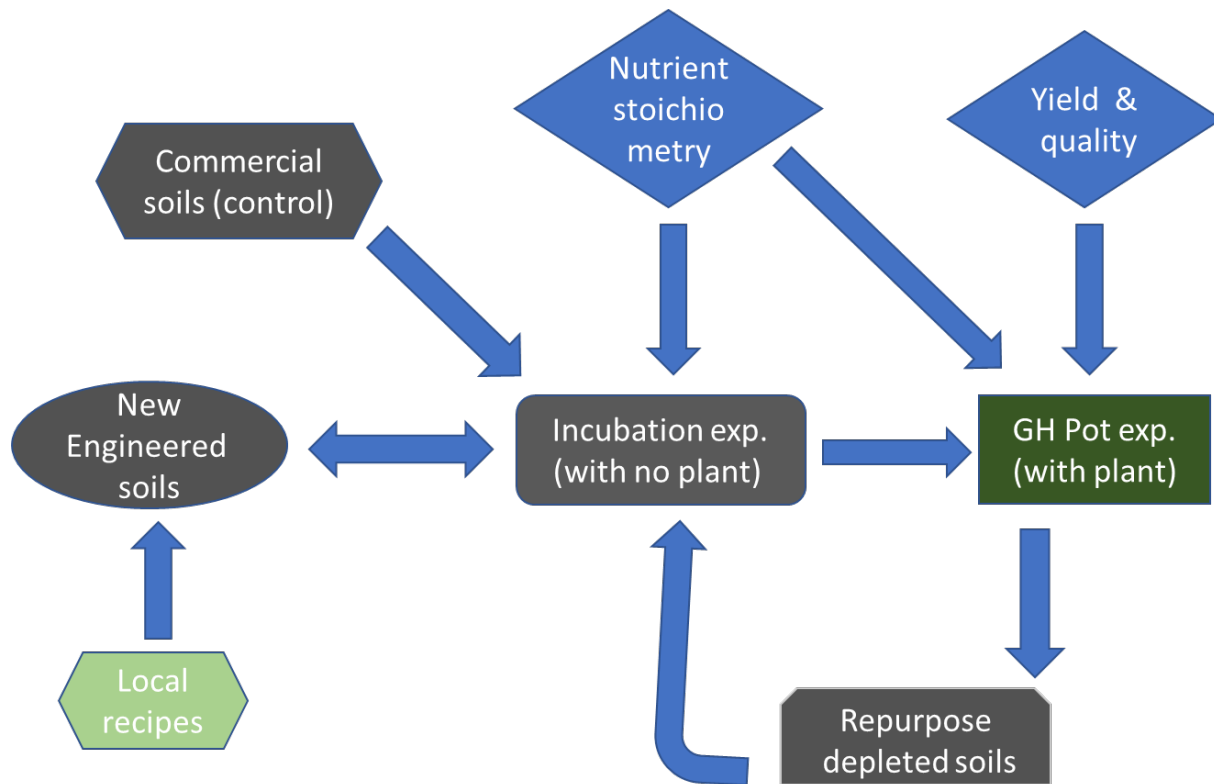 Nutrient
stoichio
metry
Yield & 
quality
Commercial
soils (control)
New
Engineered
soils
Incubation exp.
(with no plant)
GH Pot exp.
(with plant)
Local
recipes
Repurpose
depleted soils